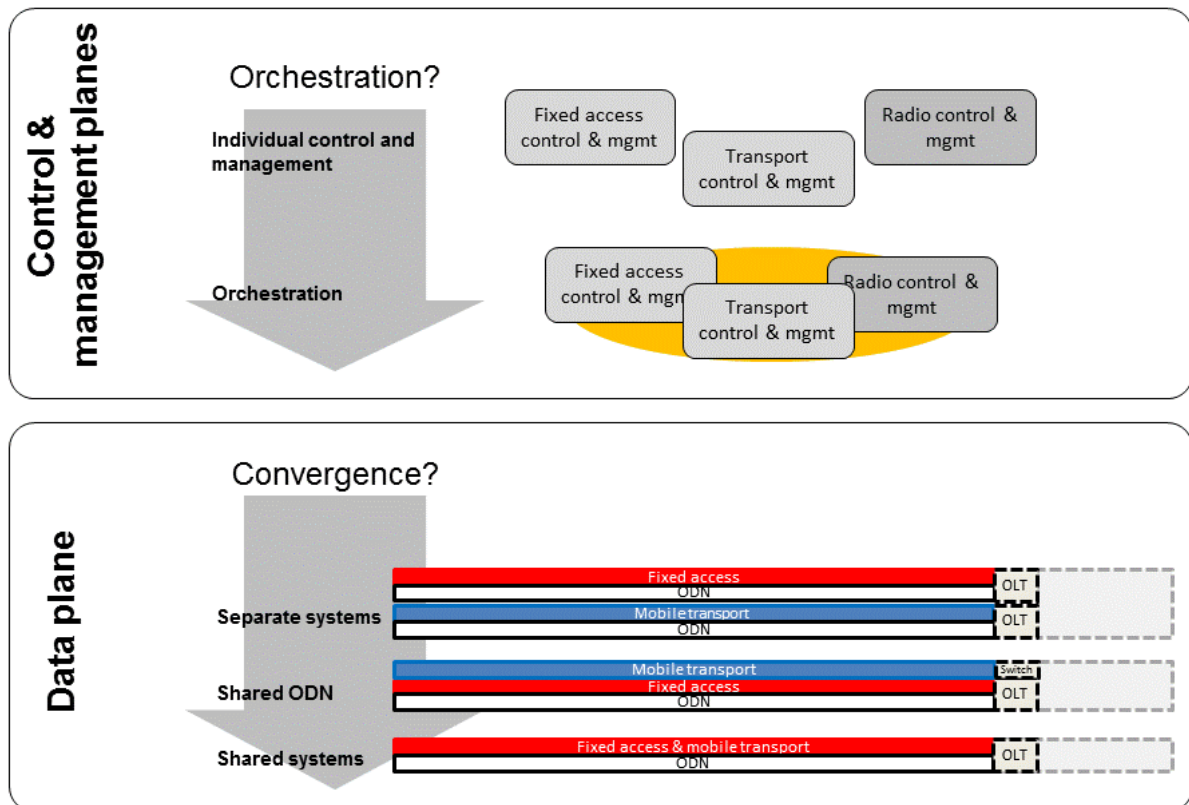 Control &
management planes
Orchestration?
Individual control and
management
Fixed access
control & mgmt
Transport
control & mgmt
Radio control &
mgmt
Orchestration
Fixed access
control & mgm
Transport
control & mgmt
Radio control &
mgmt
Data plane
Convergence?
Separate systems
Fixed access
ODN
OLT
Mobile transport
ODN
OLT
Shared ODN
Mobile transport
Switch
Fixed access
ODN
OLT
Shared systems
Fixed access & mobile transport
ODN
OLT